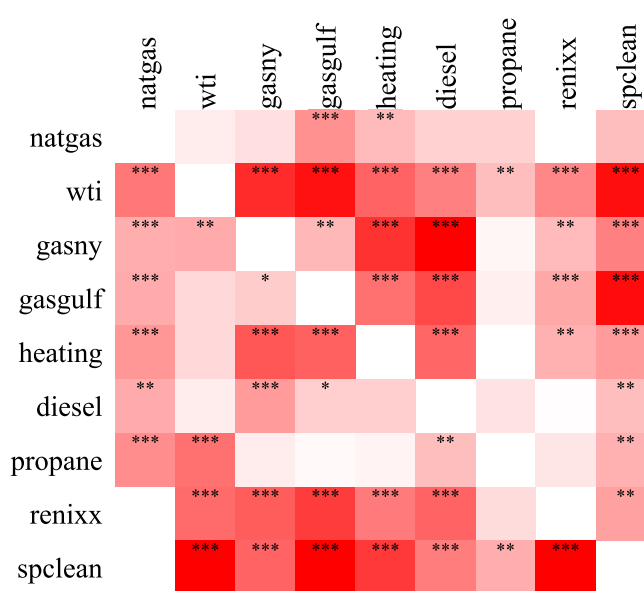 natgas wti gasny gasgulf heating diesel propane renixx spclean
natgas *** **
wti *** *** *** *** *** ** *** ***
gasny *** ** ** *** *** ** ***
gasgulf *** * *** *** *** ***
heating *** *** *** *** ** ***
diesel ** *** * **
propane *** *** ** **
renixx *** *** *** *** *** **
spclean *** *** *** *** *** ** ***